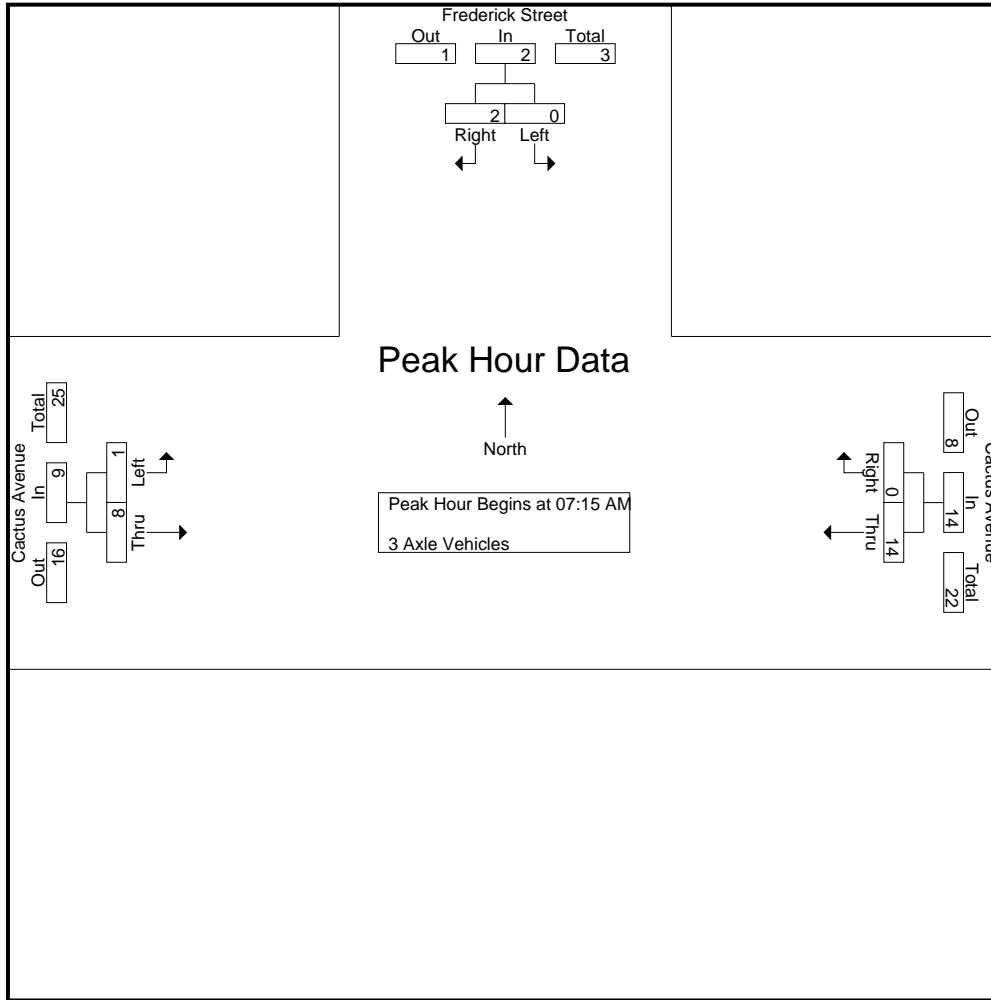 Frederick Street
Out In Total
1 2 3
2 0
Right Left
Peak Hour Data
North
Peak Hour Begins at 07:15 AM
3 Axle Vehicles
Cactus Avenue
Total In Out
25 9 16
1 8
Left Thru
Cactus Avenue
Out In Total
8 14 22
0 14
Right Thru